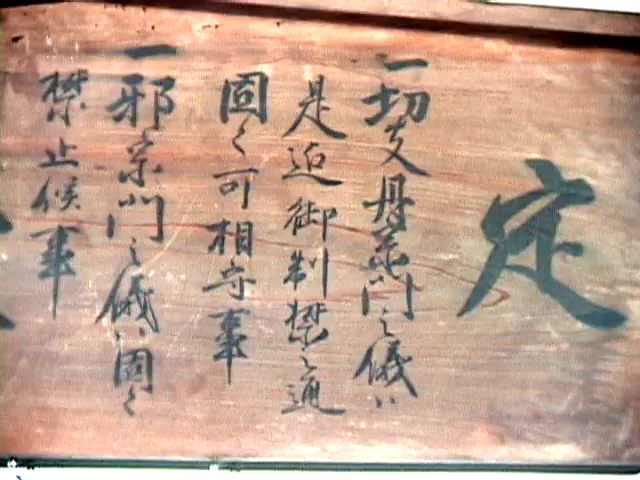 定
一切支丹宗門之儀ハ
是迄御制禁之通
固く可相守事
一邪宗門之儀ハ固く
禁止候事